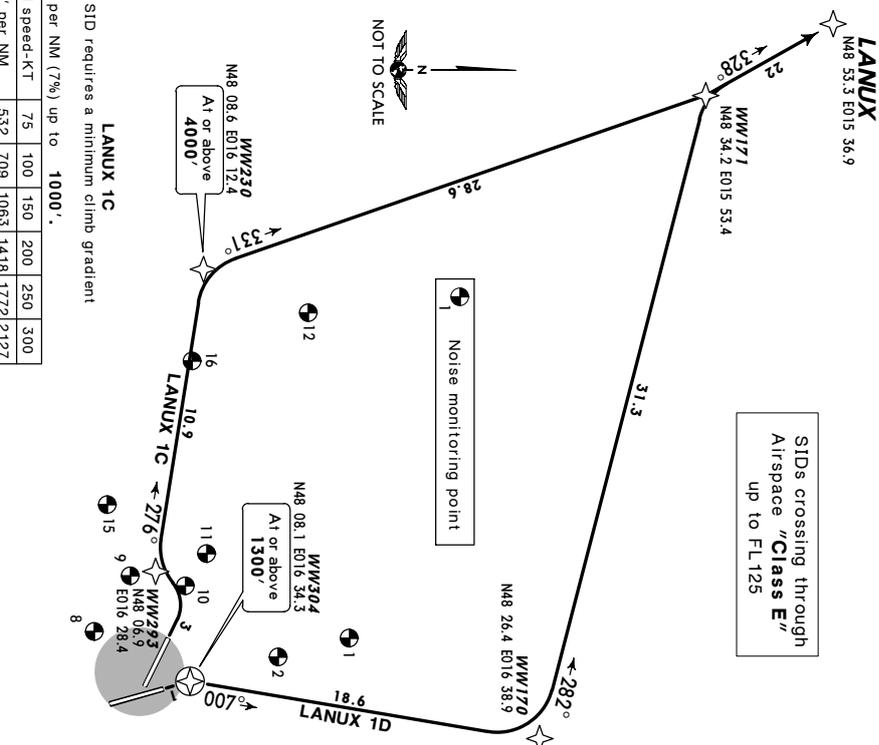 LANUX
N48 53.3 E015 36.9
22
328°
WW171
N48 34.2 E015 53.4
NOT TO SCALE
N
28.6
31.3
SIDs crossing through
Airspace "Class E"
up to FL125
WW230
N48 08.6 E016 12.4
At or above
4000'
331°
12
1
Noise monitoring point
16
10.9
LANUX 1C
276°
15
11
9
10
8
WW293
N48 06.9
E016 28.4
3
WW304
N48 08.1 E016 34.3
At or above
1300'
1
2
1
007°
18.6
LANUX 1D
WW170
N48 26.4 E016 38.9
282°
LANUX 1C
SID requires a minimum climb gradient
per NM (7%) up to 1000'.
speed-KT 75 100 150 200 250 300
' per NM 532 709 1063 1418 1772 2127